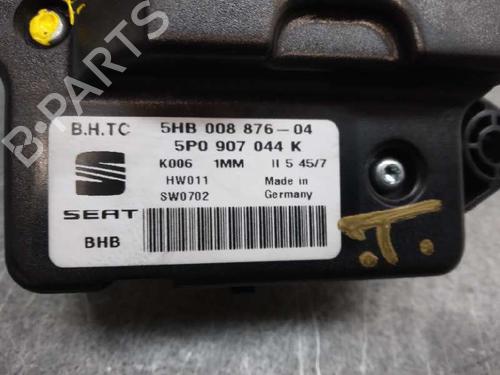 B.H.TC 5HB 008 876-04
5P0 907 044 K
K006 1MM II 5 45/7
HW011 Made in
SW0702 Germany
SEAT
BHB
.T.
B-Parts